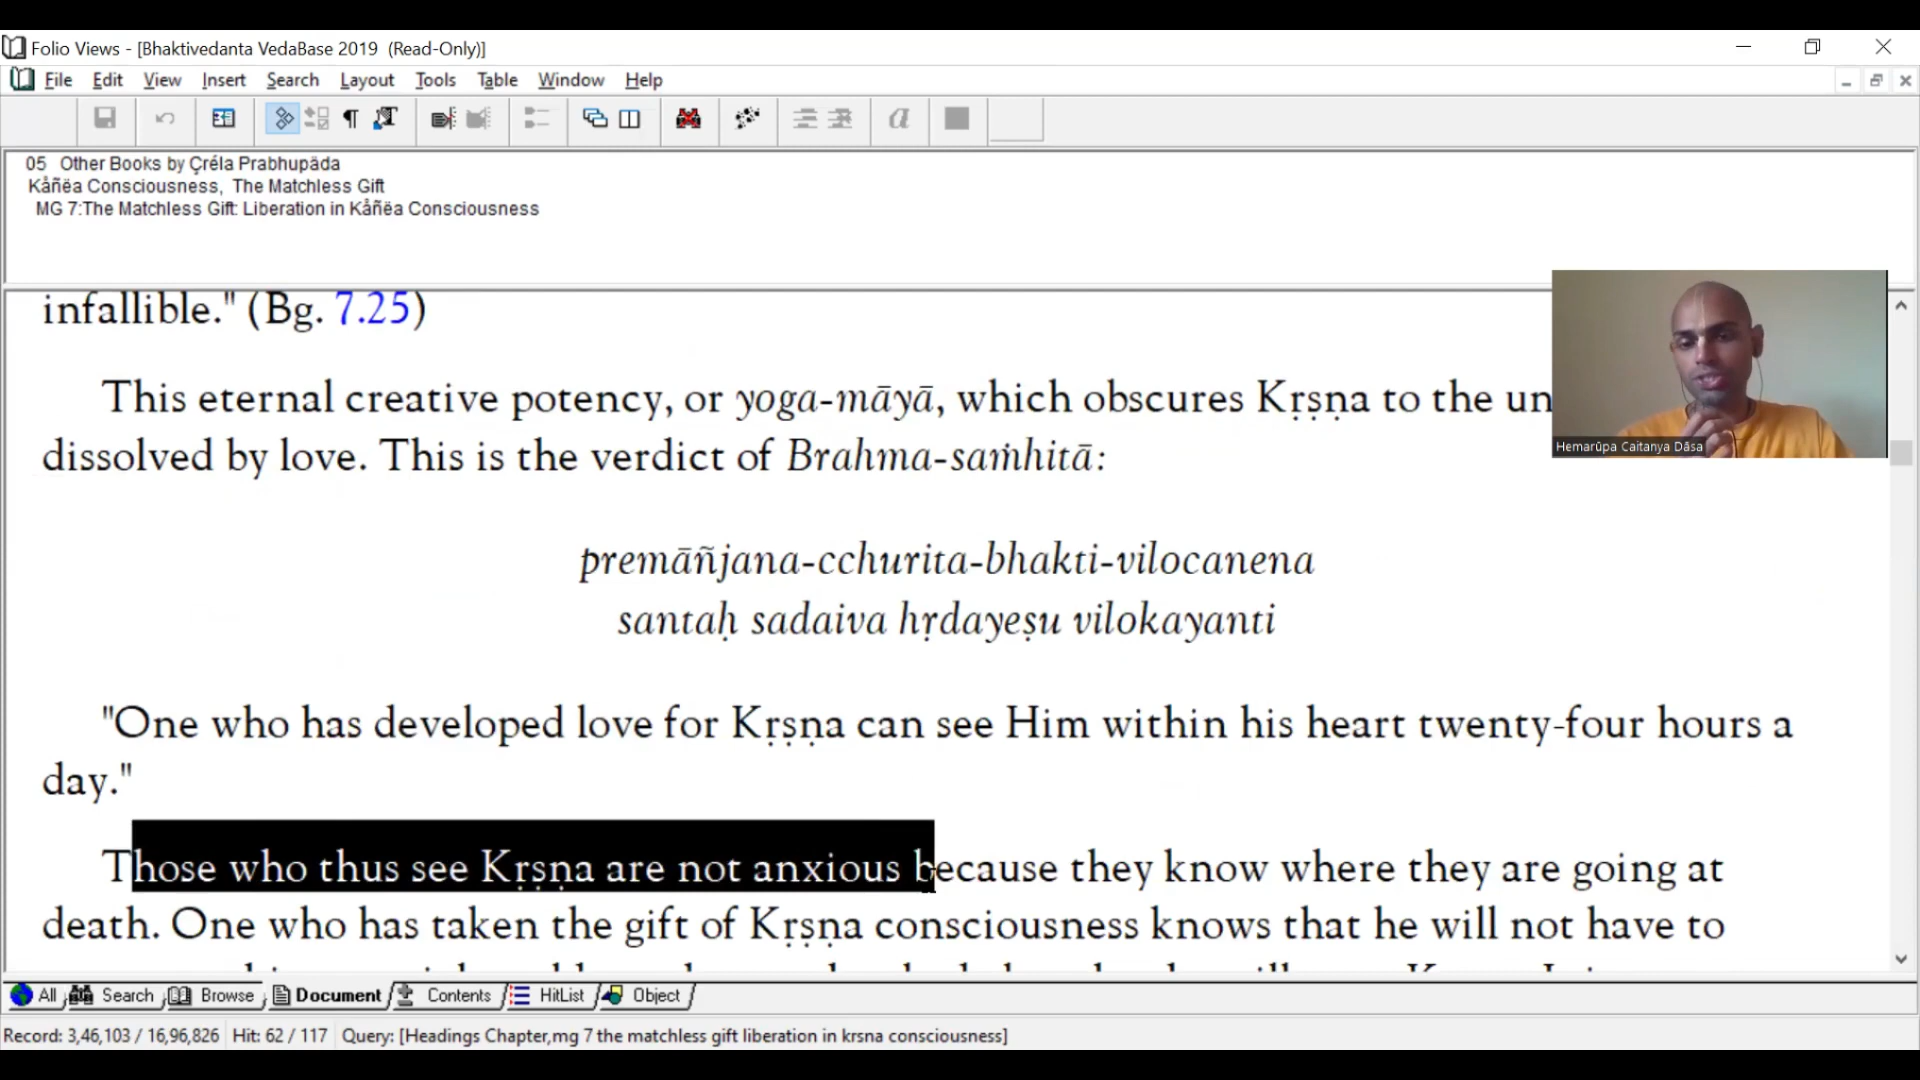 Folio Views - [Bhaktivedanta VedaBase 2019 (Read-Only)]
File Edit View Insert Search Layout Tools Table Window Help
05 Other Books by Çréla Prabhupäda
Kåñëa Consciousness, The Matchless Gift
MG 7:The Matchless Gift: Liberation in Kåñëa Consciousness
infallible." (Bg. 7.25)
This eternal creative potency, or yoga-māyā, which obscures Kṛṣṇa to the un
dissolved by love. This is the verdict of Brahma-saṁhitā:
Hemarūpa Caitanya Dāsa
premāñjana-cchurita-bhakti-vilocanena
santaḥ sadaiva hṛdayeṣu vilokayanti
"One who has developed love for Kṛṣṇa can see Him within his heart twenty-four hours a
day."
Those who thus see Kṛṣṇa are not anxious because they know where they are going at
death. One who has taken the gift of Kṛṣṇa consciousness knows that he will not have to
All Search Browse Document Contents HitList Object
Record: 3,46,103 / 16,96,826 Hit: 62 / 117 Query: [Headings Chapter,mg 7 the matchless gift liberation in krsna consciousness]